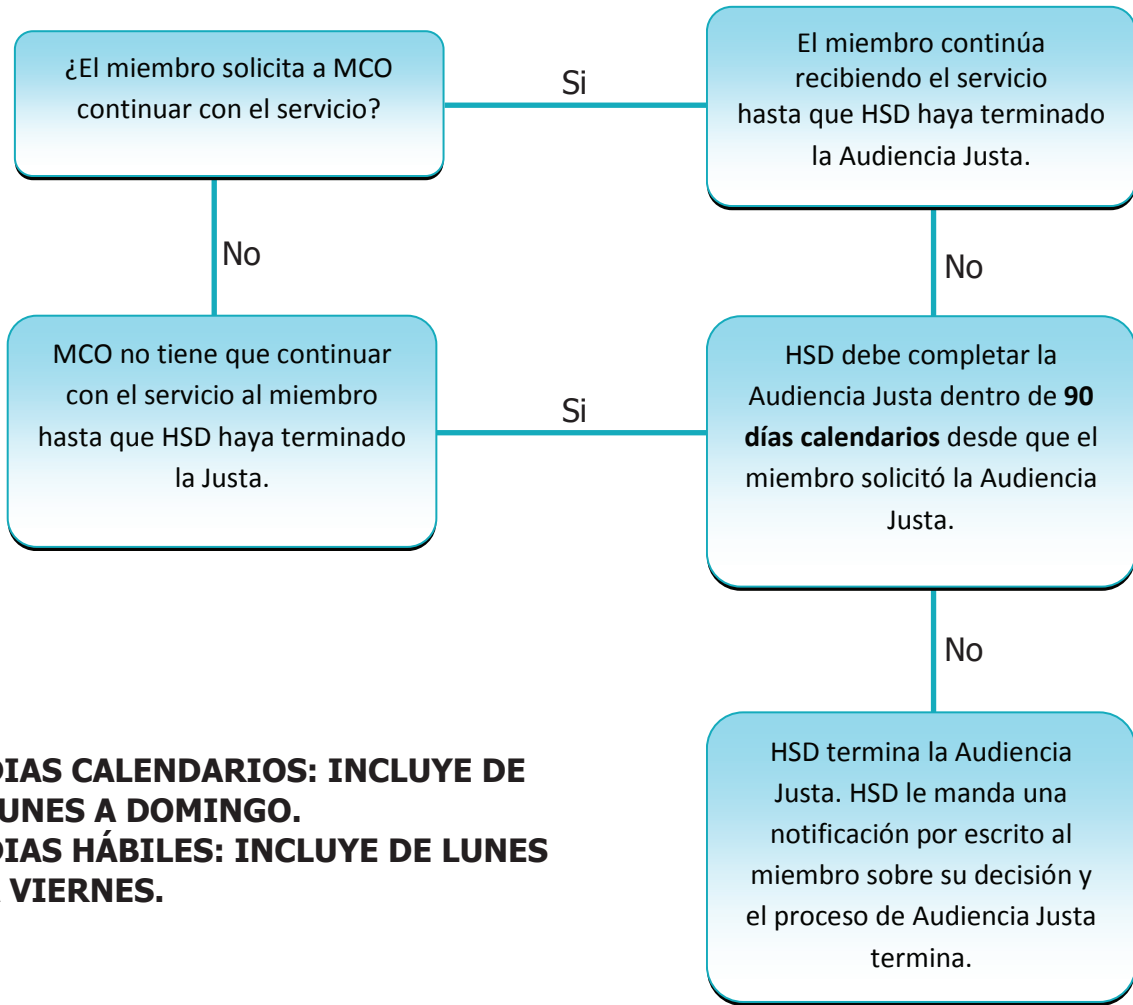 ¿El miembro solicita a MCO
continuar con el servicio?
Si
El miembro continúa
recibiendo el servicio
hasta que HSD haya terminado
la Audiencia Justa.
No
No
MCO no tiene que continuar
con el servicio al miembro
hasta que HSD haya terminado
la Justa.
Si
HSD debe completar la
Audiencia Justa dentro de 90
días calendarios desde que el
miembro solicitó la Audiencia
Justa.
No
DIAS CALENDARIOS: INCLUYE DE
LUNES A DOMINGO.
DIAS HÁBILES: INCLUYE DE LUNES
A VIERNES.
HSD termina la Audiencia
Justa. HSD le manda una
notificación por escrito al
miembro sobre su decisión y
el proceso de Audiencia Justa
termina.